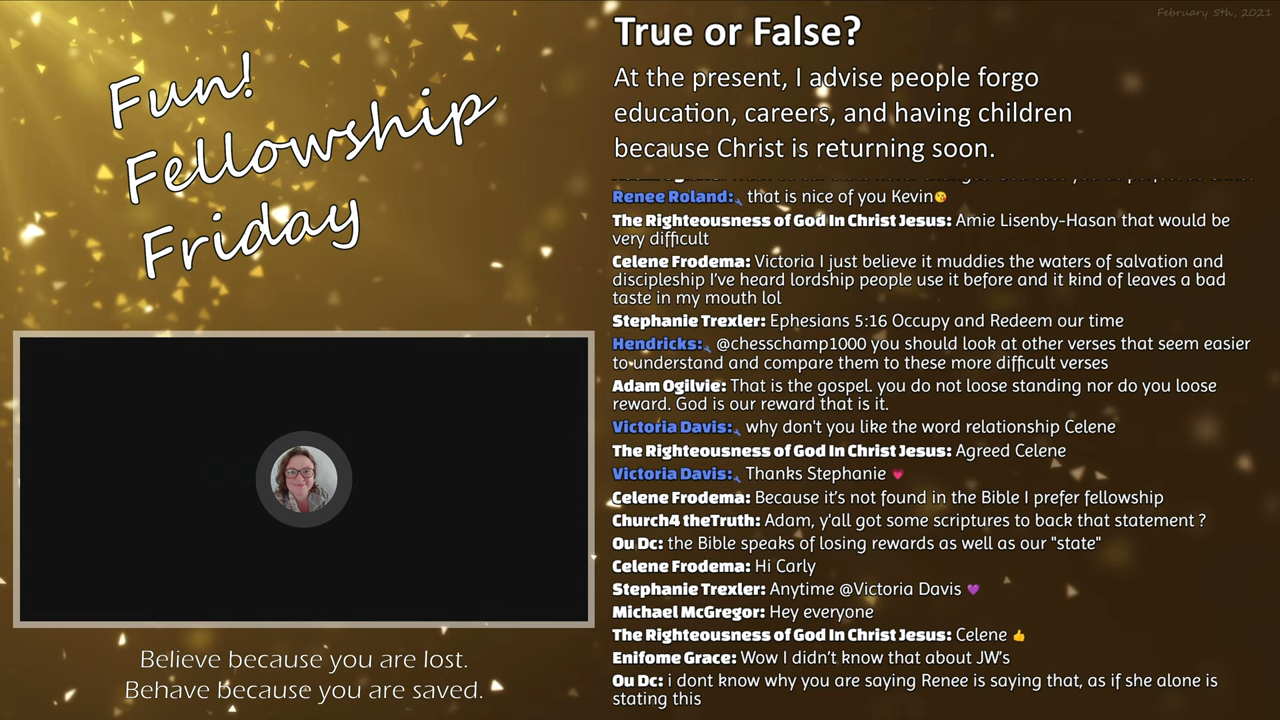 February 5th, 2021
Fun!
Fellowship
Friday
Believe because you are lost.
Behave because you are saved.
True or False?
At the present, I advise people forgo
education, careers, and having children
because Christ is returning soon.
Renee Roland: that is nice of you Kevin😘
The Righteousness of God In Christ Jesus: Amie Lisenby-Hasan that would be
very difficult
Celene Frodema: Victoria I just believe it muddies the waters of salvation and
discipleship I've heard lordship people use it before and it kind of leaves a bad
taste in my mouth lol
Stephanie Trexler: Ephesians 5:16 Occupy and Redeem our time
Hendricks: @chesschamp1000 you should look at other verses that seem easier
to understand and compare them to these more difficult verses
Adam Ogilvie: That is the gospel. you do not loose standing nor do you loose
reward. God is our reward that is it.
Victoria Davis: why don't you like the word relationship Celene
The Righteousness of God In Christ Jesus: Agreed Celene
Victoria Davis: Thanks Stephanie 💗
Celene Frodema: Because it's not found in the Bible I prefer fellowship
Church4 theTruth: Adam, y'all got some scriptures to back that statement ?
Ou Dc: the Bible speaks of losing rewards as well as our "state"
Celene Frodema: Hi Carly
Stephanie Trexler: Anytime @Victoria Davis 💜
Michael McGregor: Hey everyone
The Righteousness of God In Christ Jesus: Celene 👍
Enifome Grace: Wow I didn't know that about JW's
Ou Dc: i dont know why you are saying Renee is saying that, as if she alone is
stating this